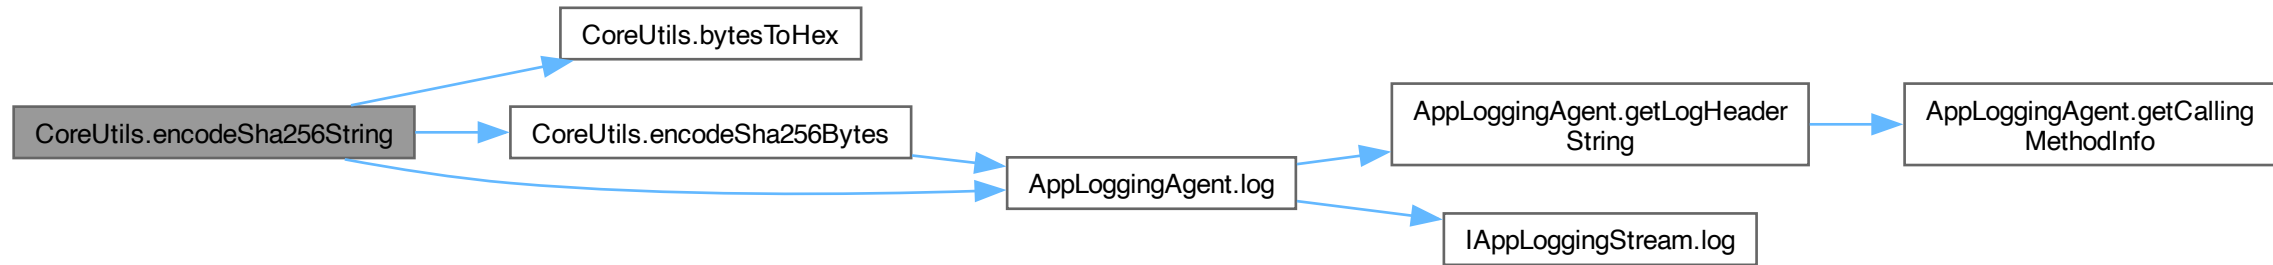 CoreUtils.bytesToHex
CoreUtils.encodeSha256String
CoreUtils.encodeSha256Bytes
AppLoggingAgent.log
AppLoggingAgent.getLogHeader
String
AppLoggingAgent.getCalling
MethodInfo
IAppLoggingStream.log